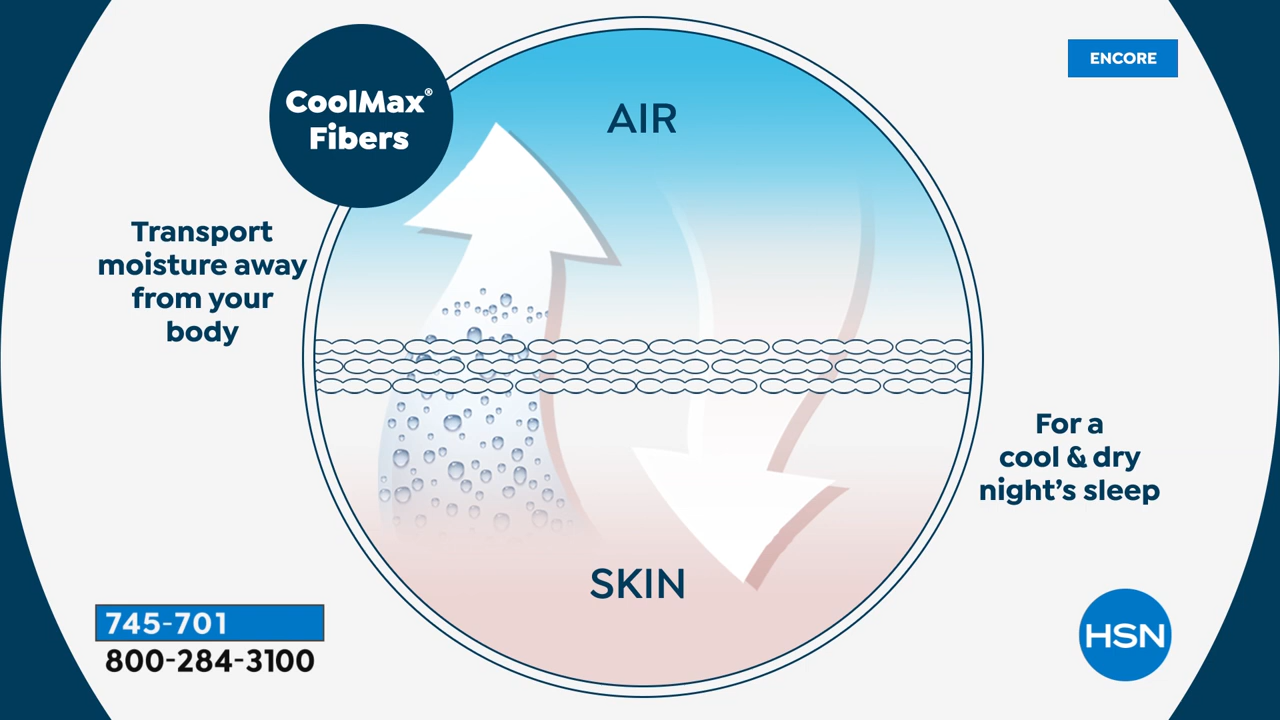 CoolMax®
Fibers
ENCORE
AIR
Transport
moisture away
from your
body
For a
cool & dry
night's sleep
SKIN
745-701
800-284-3100
HSN